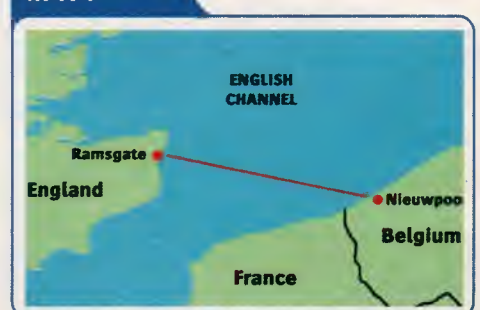 ENGLISH
CHANNEL
Ramsgate
England
Nieuwpoo
Belgium
France